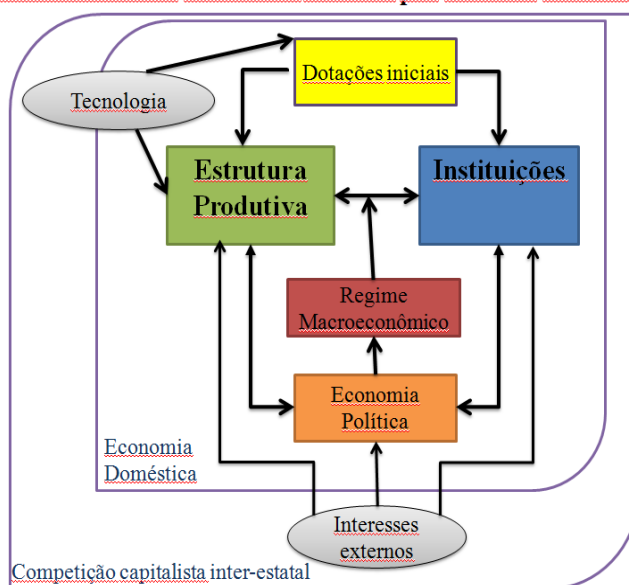 Dotações iniciais
Tecnologia
Estrutura
Produtiva
Instituições
Regime
Macroeconômico
Economia
Política
Economia
Doméstica
Interesses
externos
Competição capitalista inter-estatal